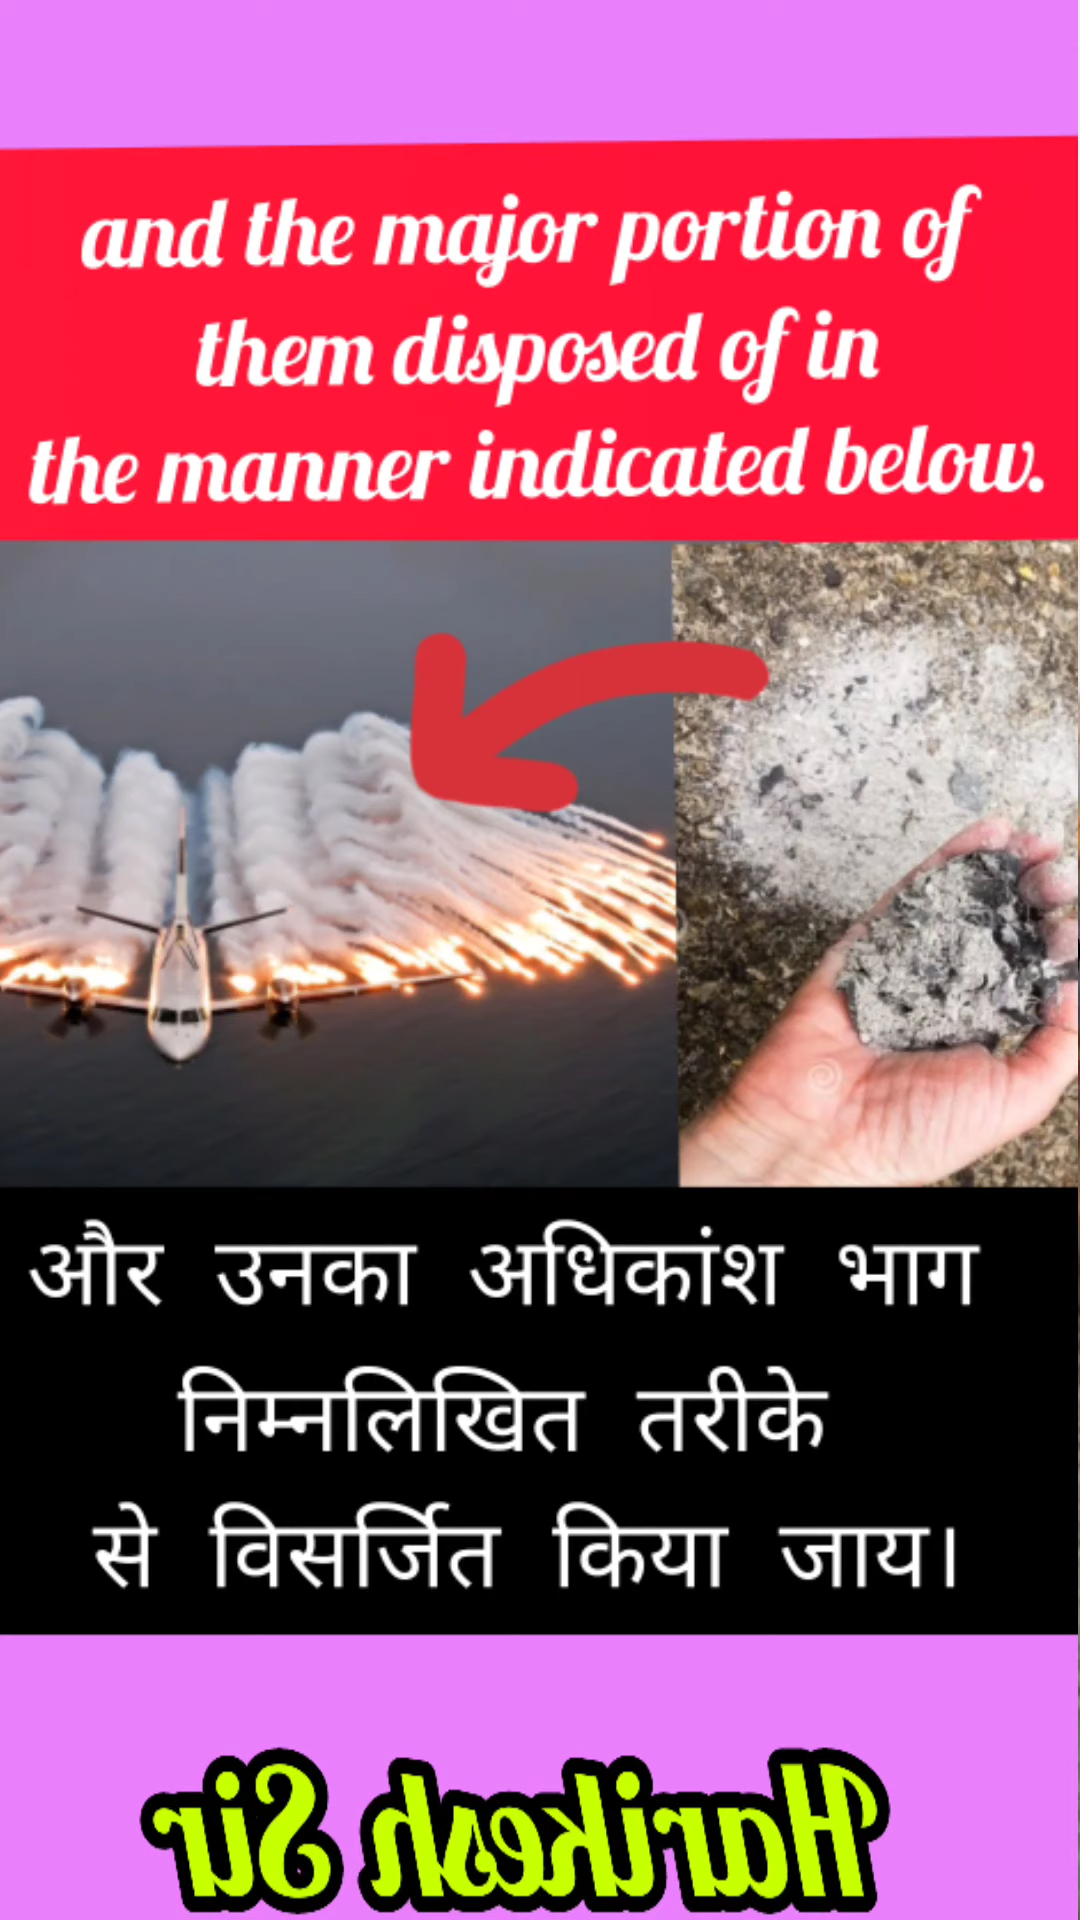 and the major portion of
them disposed of in
the manner indicated below.
और उनका अधिकांश भाग
निम्नलिखित तरीके
से विसर्जित किया जाय।
Harikesh Sir